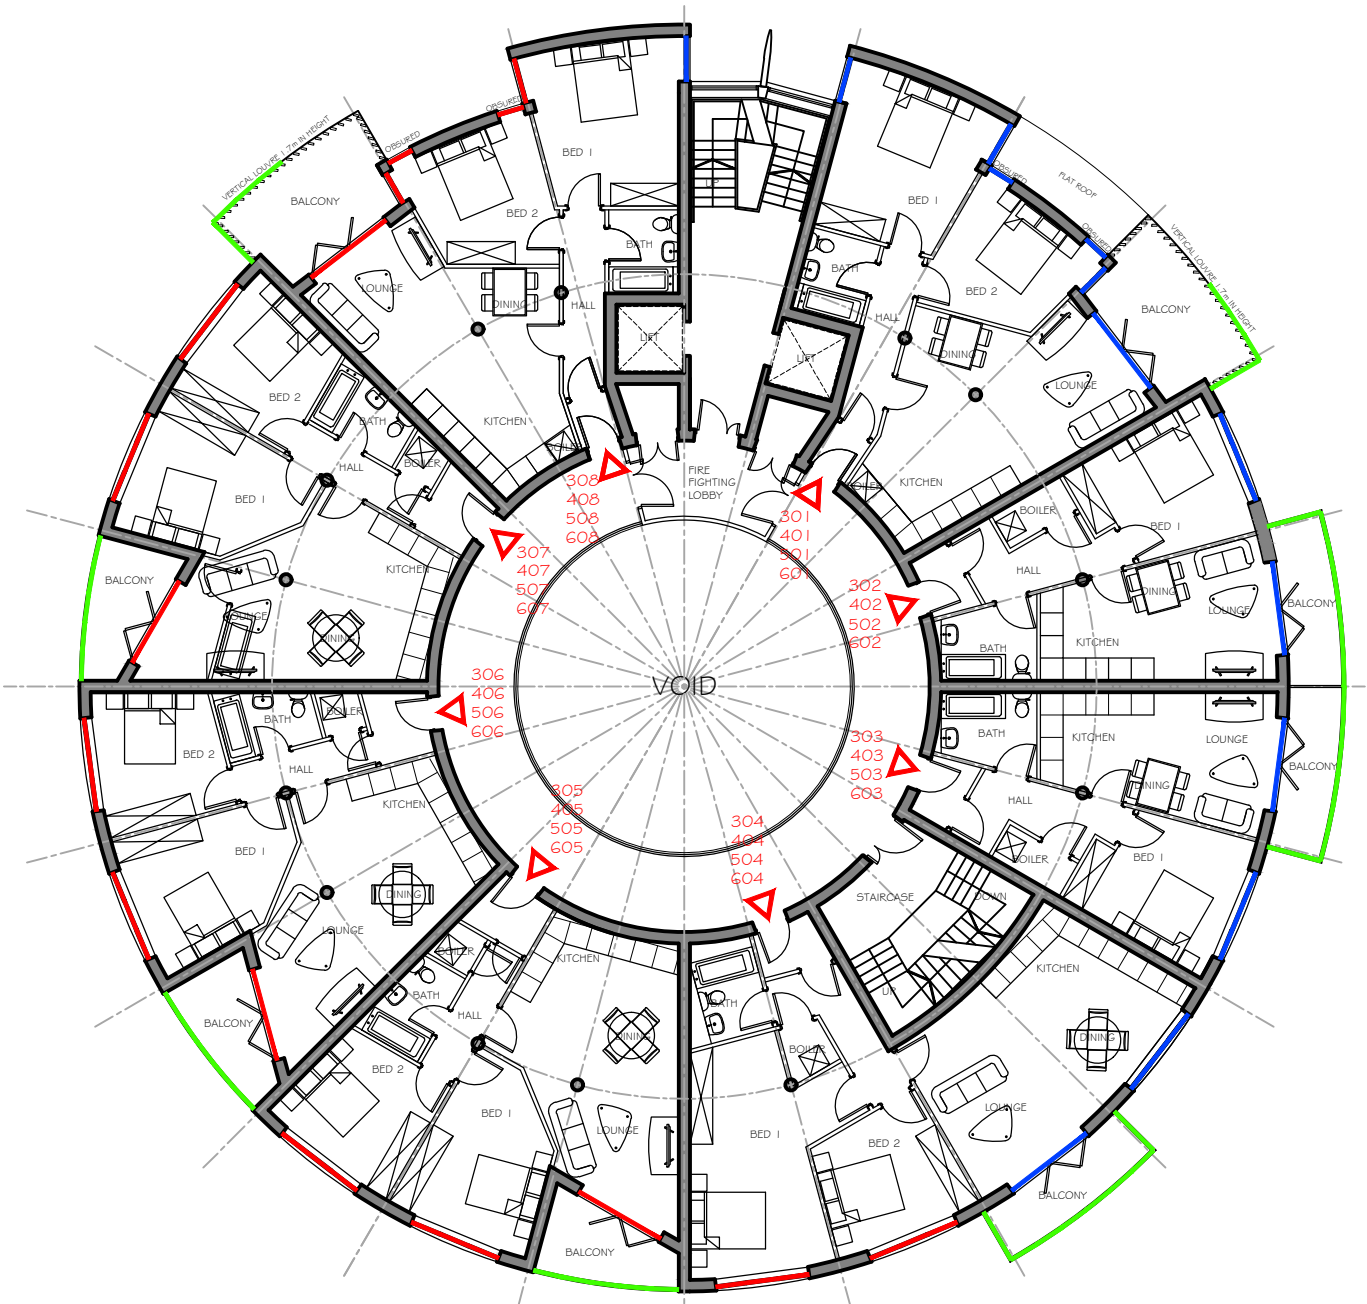 OBSURED
BED 1
VERTICAL LOUVRE 1.7m IN HEIGHT
OBSURED
BALCONY
BED 2
UP
BATH
LOUNGE
DINING
HALL
LIFT
KITCHEN
BOILER
308
408
508
608
BED 1
OBSURED
FLAT ROOF
OBSURED
VERTICAL LOUVRE 1.7m IN HEIGHT
BATH
BED 2
BALCONY
HALL
LIFT
DINING
LOUNGE
KITCHEN
BOILER
301
401
501
601
FIRE
FIGHTING
LOBBY
BED 2
BATH
HALL
BOILER
BED 1
KITCHEN
BALCONY
LOUNGE
DINING
307
407
507
607
BOILER
BED 1
HALL
DINING
LOUNGE
BALCONY
KITCHEN
BATH
302
402
502
602
VOID
306
406
506
606
BATH
BOILER
BED 2
HALL
KITCHEN
BED 1
DINING
LOUNGE
BALCONY
303
403
503
603
BATH
KITCHEN
LOUNGE
BALCONY
DINING
HALL
BOILER
BED 1
305
405
505
605
BOILER
KITCHEN
BATH
HALL
DINING
BED 2
BED 1
LOUNGE
BALCONY
304
404
504
604
STAIRCASE
DOWN
UP
BATH
KITCHEN
BOILER
DINING
BED 1
BED 2
LOUNGE
BALCONY